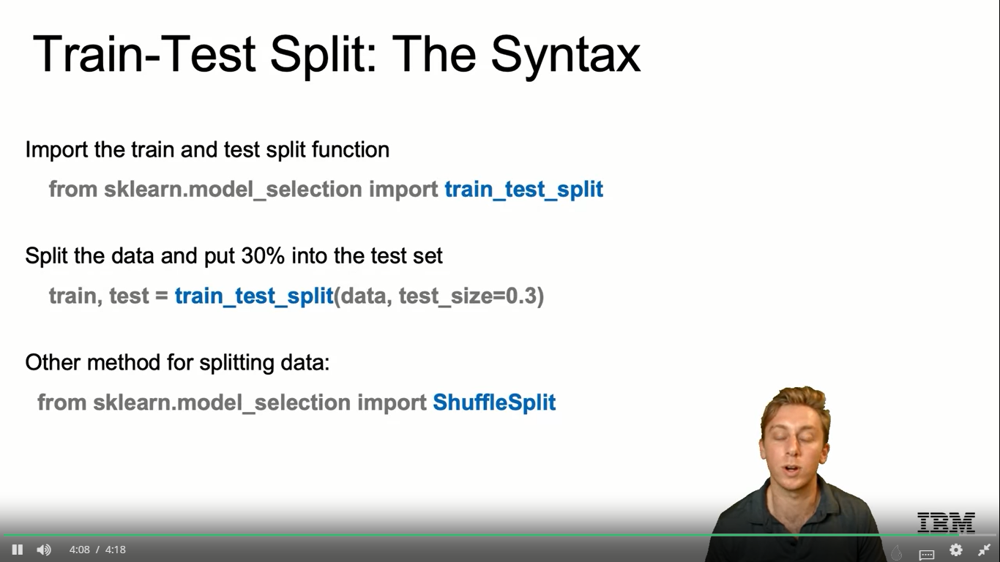 Train-Test Split: The Syntax
Import the train and test split function
from sklearn.model_selection import train_test_split
Split the data and put 30% into the test set
train, test = train_test_split(data, test_size=0.3)
Other method for splitting data:
from sklearn.model_selection import ShuffleSplit
IBM
4:08 / 4:18